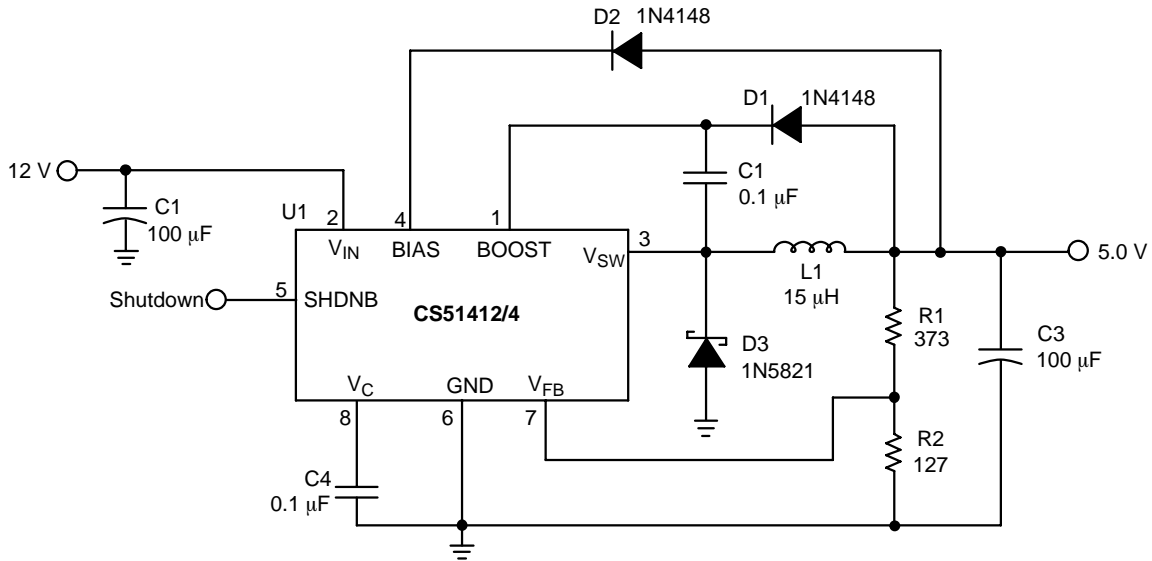 D2 1N4148
D1 1N4148
12 V
C1
100 μF
C1
0.1 μF
U1
2
4
1
3
V_IN
BIAS
BOOST
V_SW
5.0 V
L1
15 μH
Shutdown
5
SHDNB
CS51412/4
R1
373
C3
100 μF
D3
1N5821
V_C
GND
V_FB
8
6
7
R2
127
C4
0.1 μF